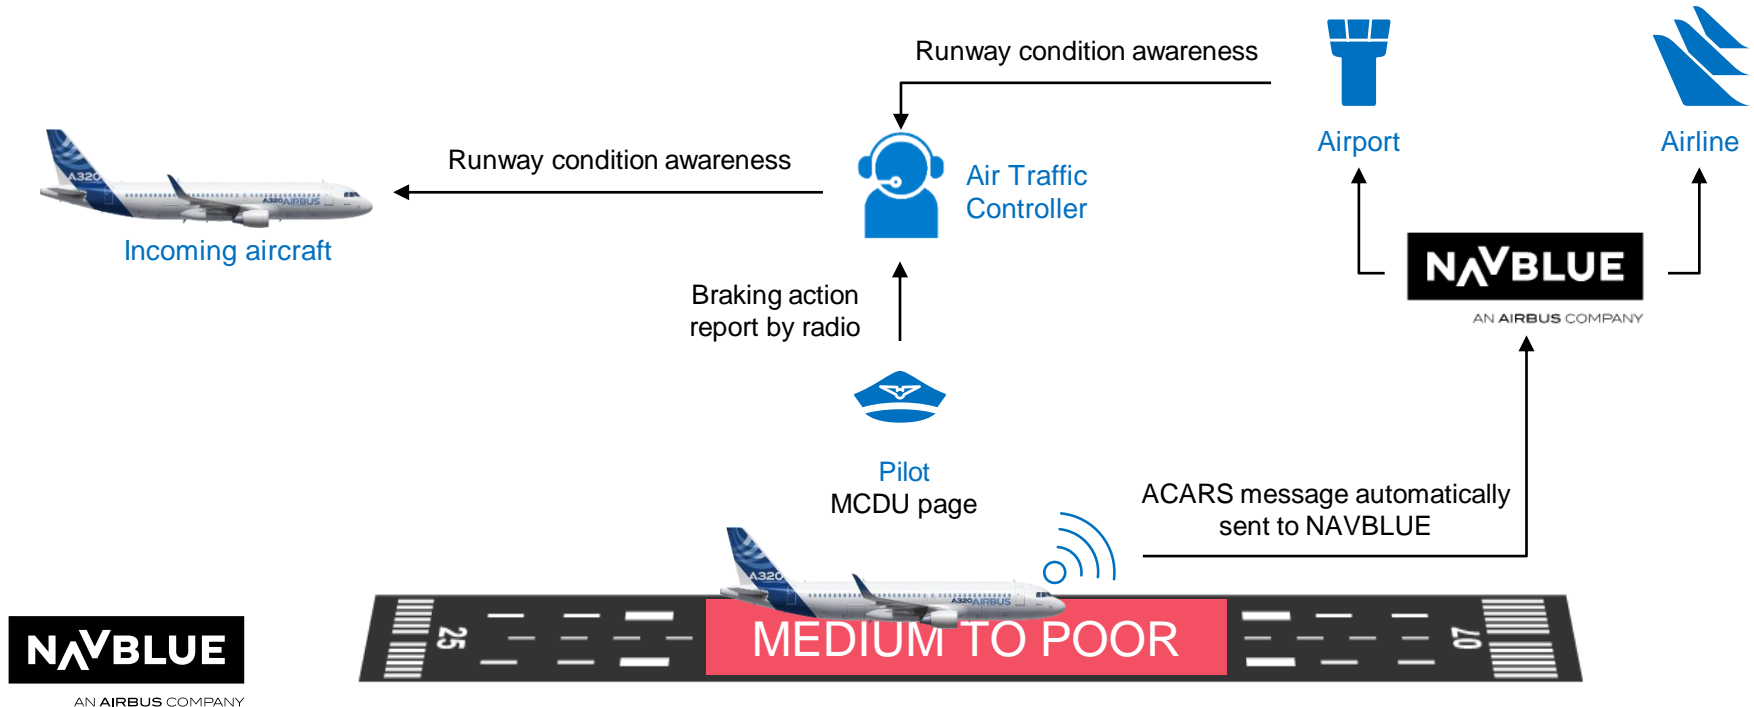 Runway condition awareness
Airport
Airline
Runway condition awareness
Air Traffic
Controller
A320
A320 AIRBUS
Incoming aircraft
NAVBLUE
AN AIRBUS COMPANY
Braking action
report by radio
Pilot
MCDU page
ACARS message automatically
sent to NAVBLUE
A320
A320 AIRBUS
25
MEDIUM TO POOR
07
NAVBLUE
AN AIRBUS COMPANY